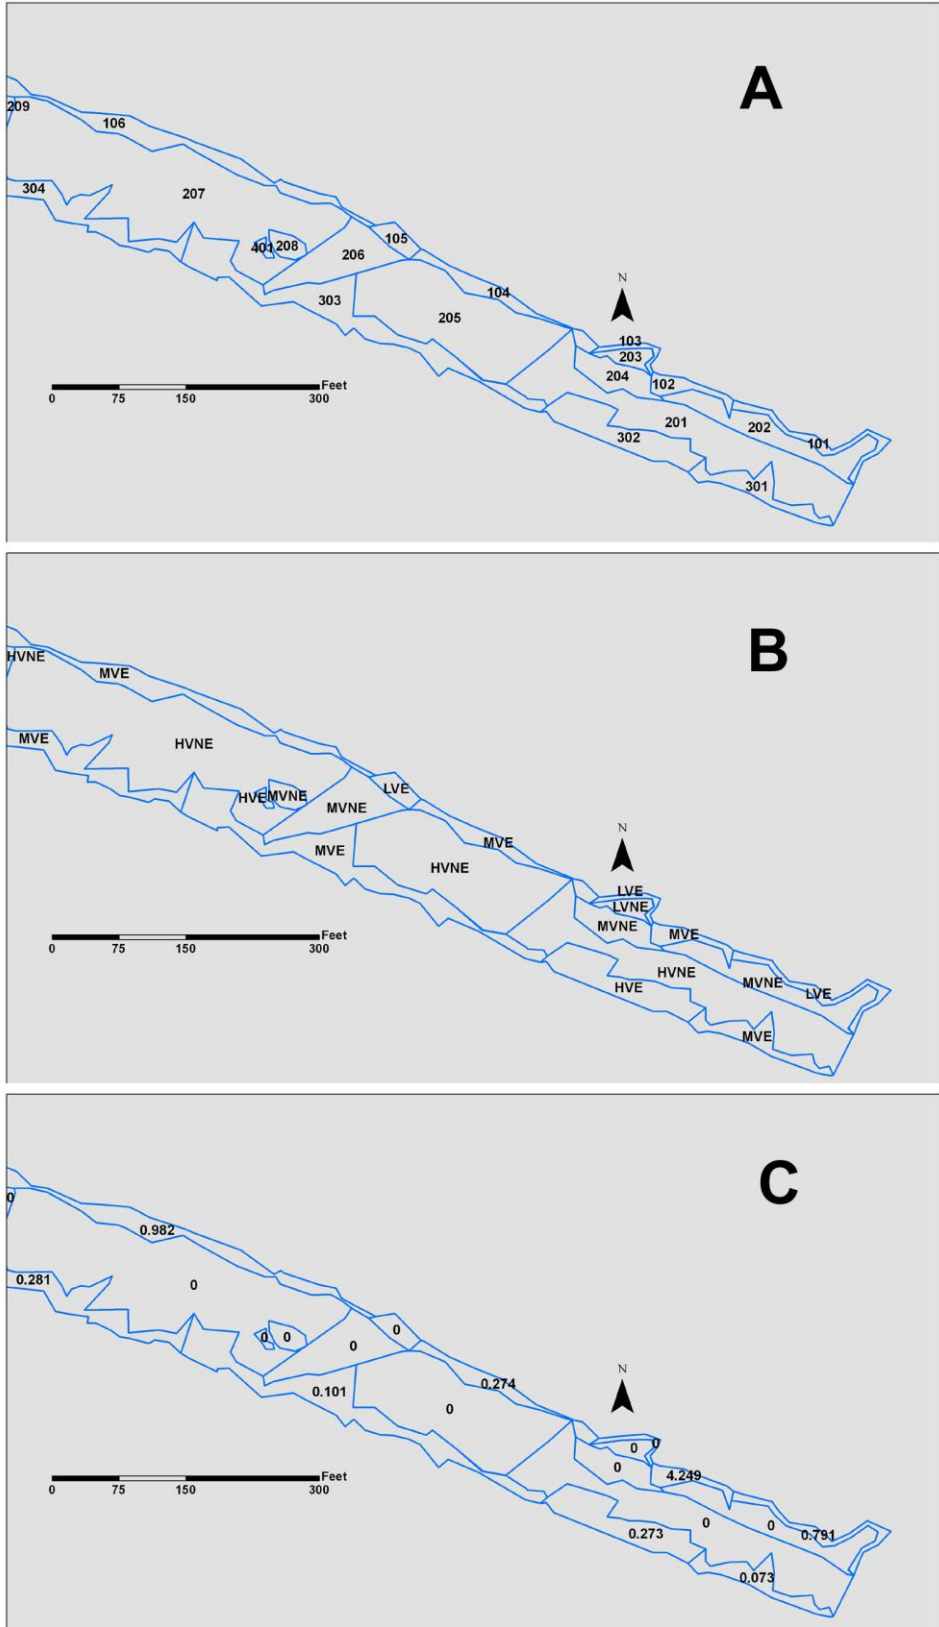 A
209
106
304
207
401 208
105
206
104
303
205
N
103
203
204 102
201 202
101
302
301
Feet
0 75 150 300
B
HVNE
MVE
MVE
HVNE
HVE MVNE
LVE
MVNE
MVE
MVE
HVNE
N
LVE
LVNE
MVNE MVE
HVNE MVNE
LVE
HVE
MVE
Feet
0 75 150 300
C
0
0.982
0.281
0
0 0
0
0
0.274
0.101
0
N
0 0
0 4.249
0 0
0.791
0.273
0.073
Feet
0 75 150 300